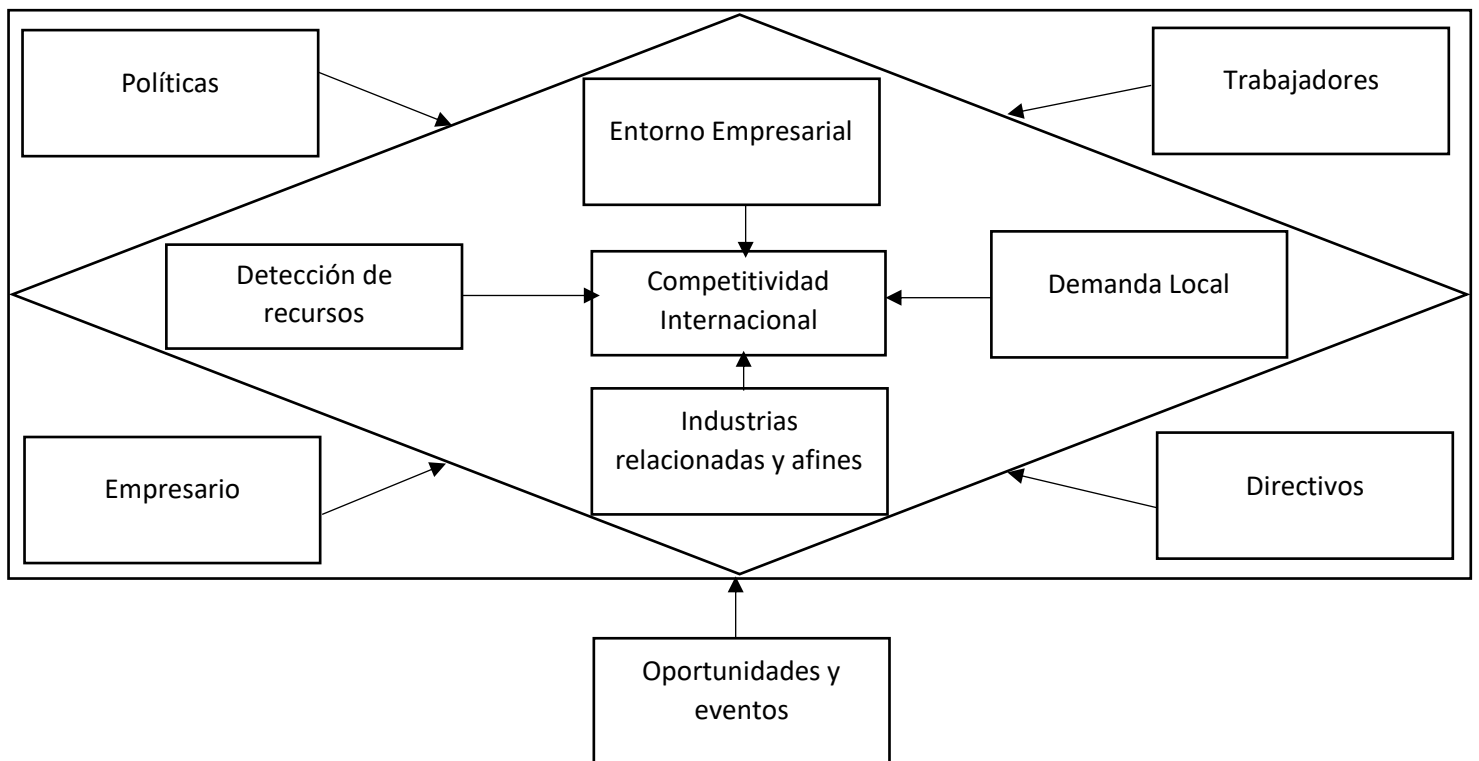 Políticas
Trabajadores
Entorno Empresarial
Detección de
recursos
Competitividad
Internacional
Demanda Local
Industrias
relacionadas y afines
Empresario
Directivos
Oportunidades y
eventos